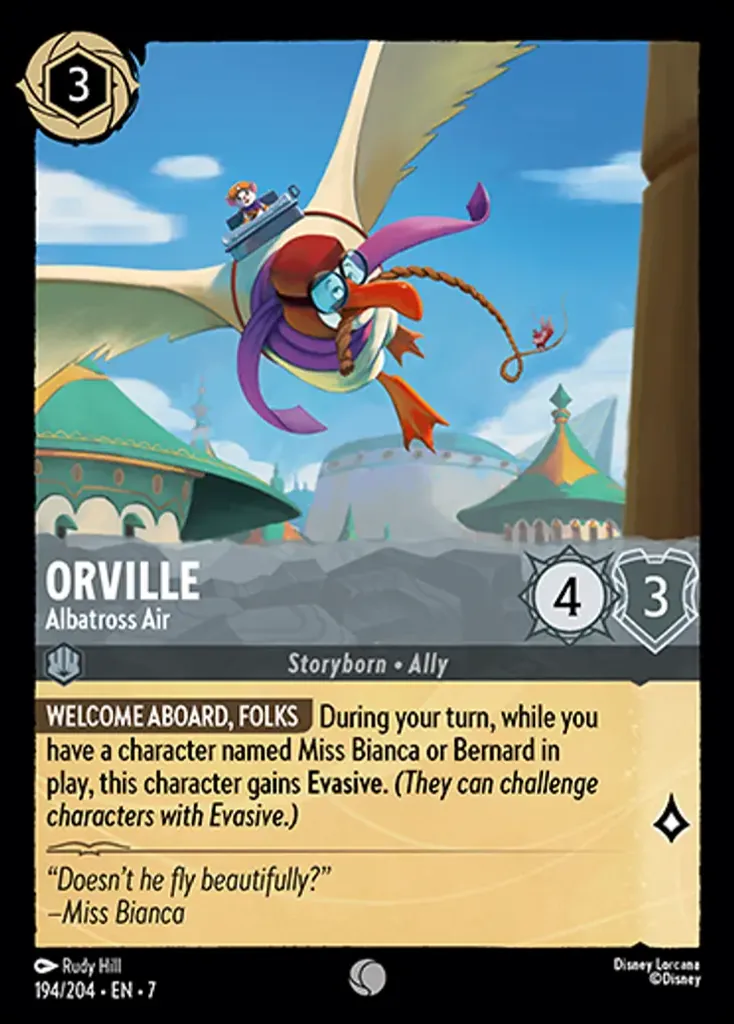 3
ORVILLE
Albatross Air
4
3
Storyborn • Ally
WELCOME ABOARD, FOLKS During your turn, while you
have a character named Miss Bianca or Bernard in
play, this character gains Evasive. (They can challenge
characters with Evasive.)
“Doesn’t he fly beautifully?”
–Miss Bianca
Rudy Hill
194/204 • EN • 7
Disney Lorcana
©Disney